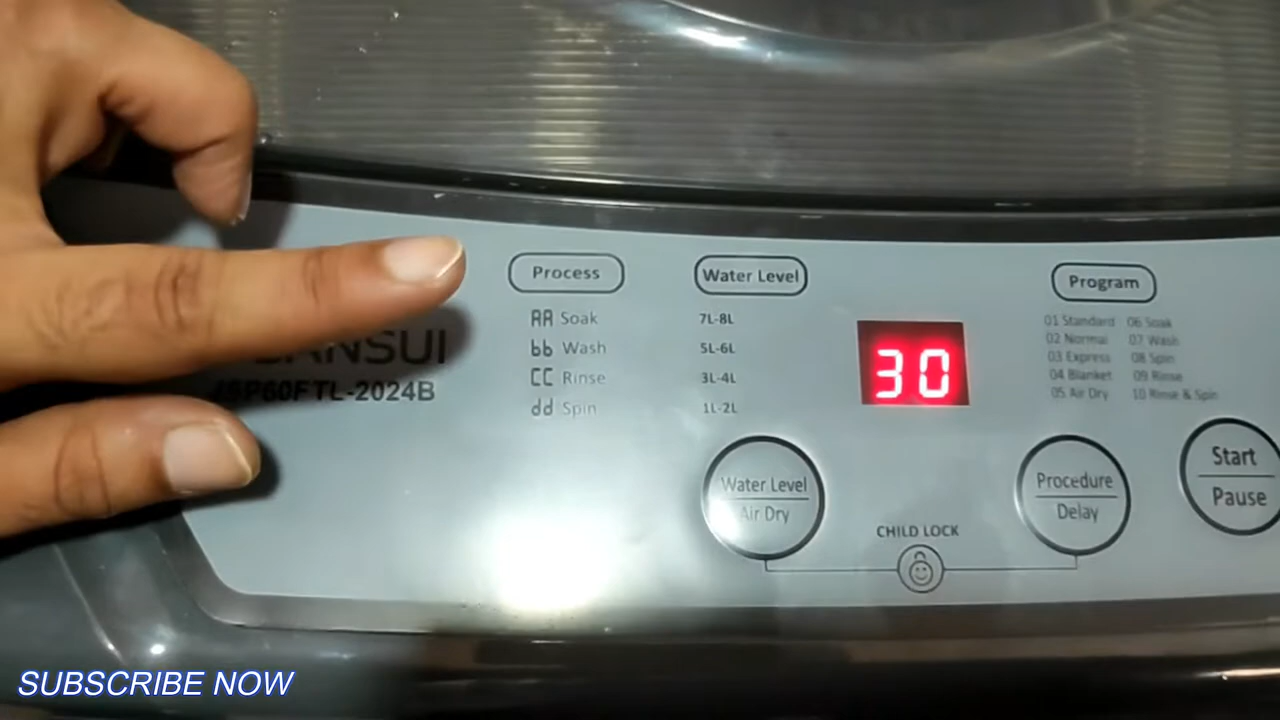 Process
AA Soak
bb Wash
CC Rinse
dd Spin
Water Level
7L-8L
5L-6L
3L-4L
1L-2L
30
Program
01 Standard 06 Soak
02 Normal 07 Wash
03 Express 08 Spin
04 Blanket 09 Rinse
05 Air Dry 10 Rinse & Spin
Water Level
Air Dry
CHILD LOCK
Procedure
Delay
Start
Pause
SUBSCRIBE NOW